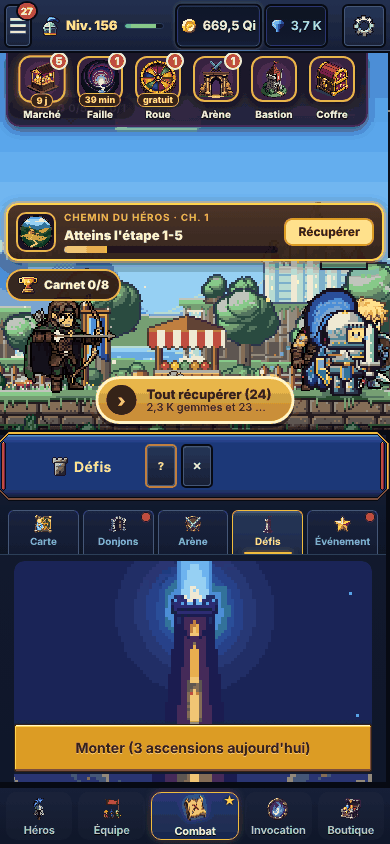 27
Niv. 156
669,5 Qi
3,7 K
5
1
1
1
9 j
39 min
gratuit
Marché
Faille
Roue
Arène
Bastion
Coffre
CHEMIN DU HÉROS · CH. 1
Atteins l'étape 1-5
Récupérer
Carnet 0/8
Tout récupérer (24)
2,3 K gemmes et 23 ...
Défis
?
×
Carte
Donjons
Arène
Défis
Événement
Monter (3 ascensions aujourd'hui)
Héros
Équipe
Combat
Invocation
Boutique